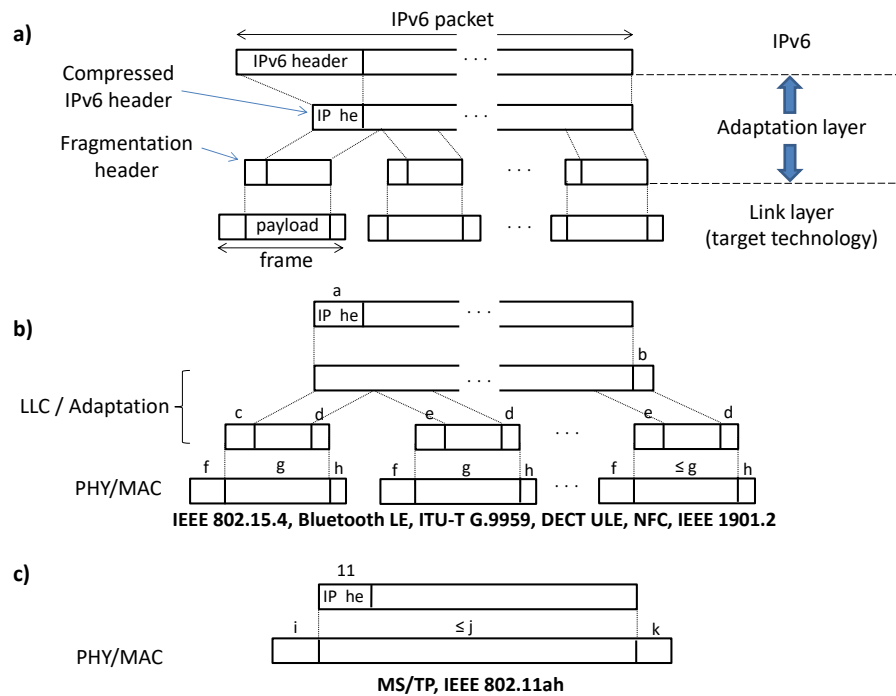 IPv6 packet
a)
IPv6 header
. . .
IPv6
Compressed
IPv6 header
IP he
. . .
Adaptation layer
Fragmentation
header
. . .
payload
. . .
Link layer
(target technology)
frame
a
b)
IP he
. . .
b
. . .
LLC / Adaptation
c
d
e
d
e
d
. . .
f
g
h
f
g
h
f
≤ g
h
PHY/MAC
. . .
IEEE 802.15.4, Bluetooth LE, ITU-T G.9959, DECT ULE, NFC, IEEE 1901.2
c)
11
IP he
i
≤ j
k
PHY/MAC
MS/TP, IEEE 802.11ah